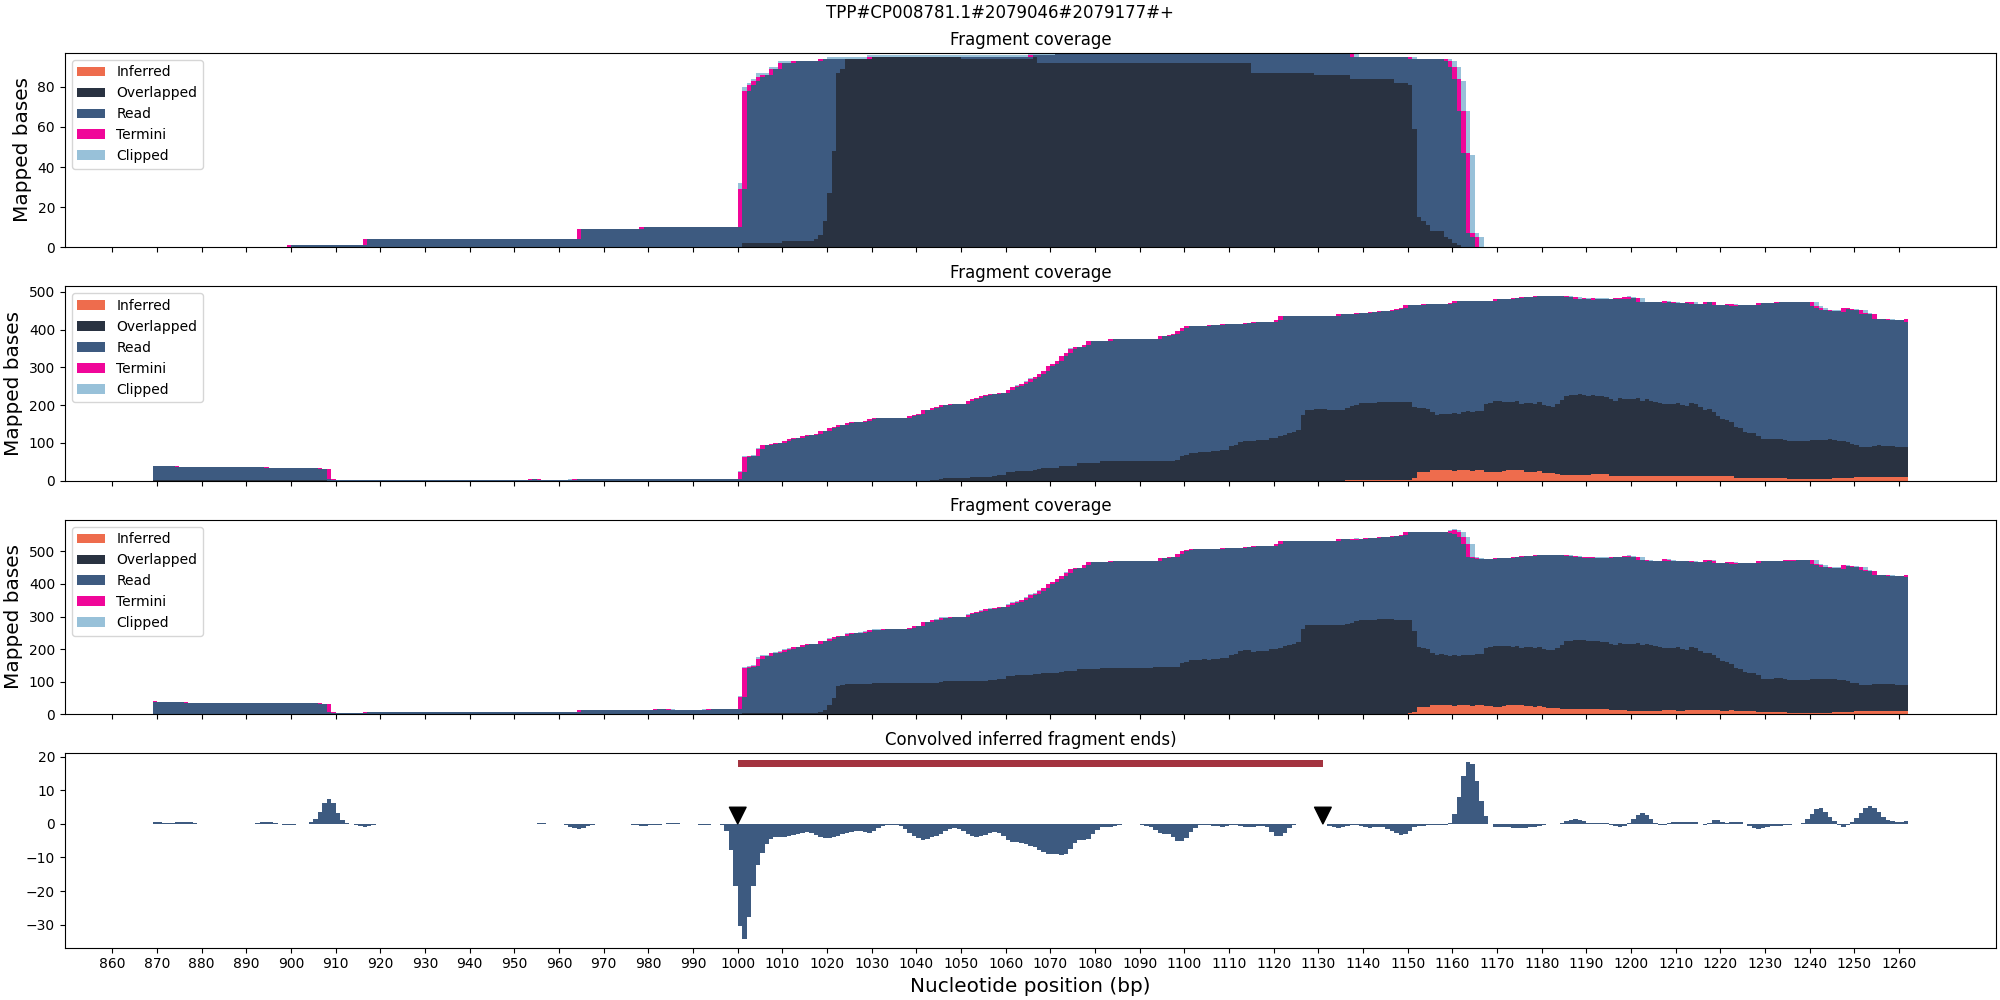 TPP#CP008781.1#2079046#2079177#+
Fragment coverage
Mapped bases
80
60
40
20
0
Inferred
Overlapped
Read
Termini
Clipped
Fragment coverage
Mapped bases
500
400
300
200
100
0
Inferred
Overlapped
Read
Termini
Clipped
Fragment coverage
Mapped bases
500
400
300
200
100
0
Inferred
Overlapped
Read
Termini
Clipped
Convolved inferred fragment ends)
20
10
0
−10
−20
−30
860 870 880 890 900 910 920 930 940 950 960 970 980 990 1000 1010 1020 1030 1040 1050 1060 1070 1080 1090 1100 1110 1120 1130 1140 1150 1160 1170 1180 1190 1200 1210 1220 1230 1240 1250 1260
Nucleotide position (bp)